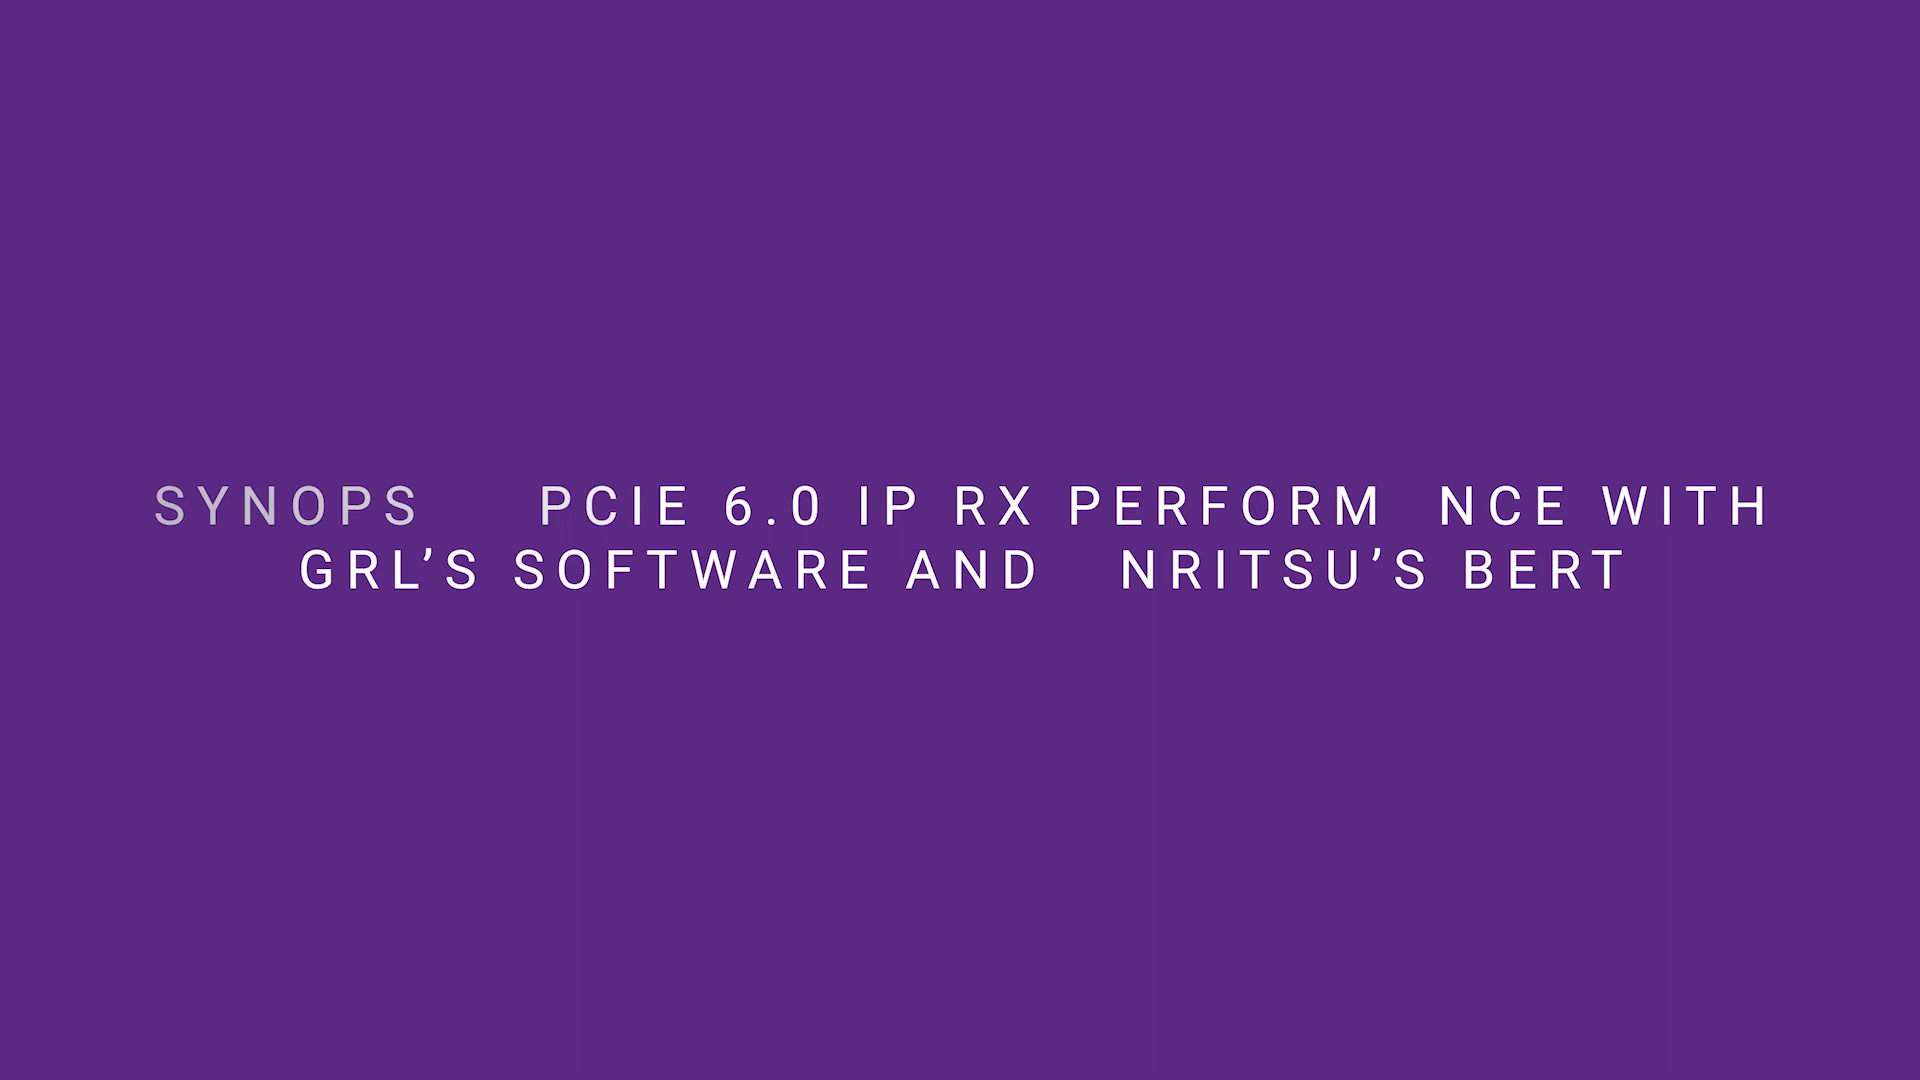 SYNOPS PCIE 6.0 IP RX PERFORM NCE WITH
GRL’S SOFTWARE AND NRITSU’S BERT